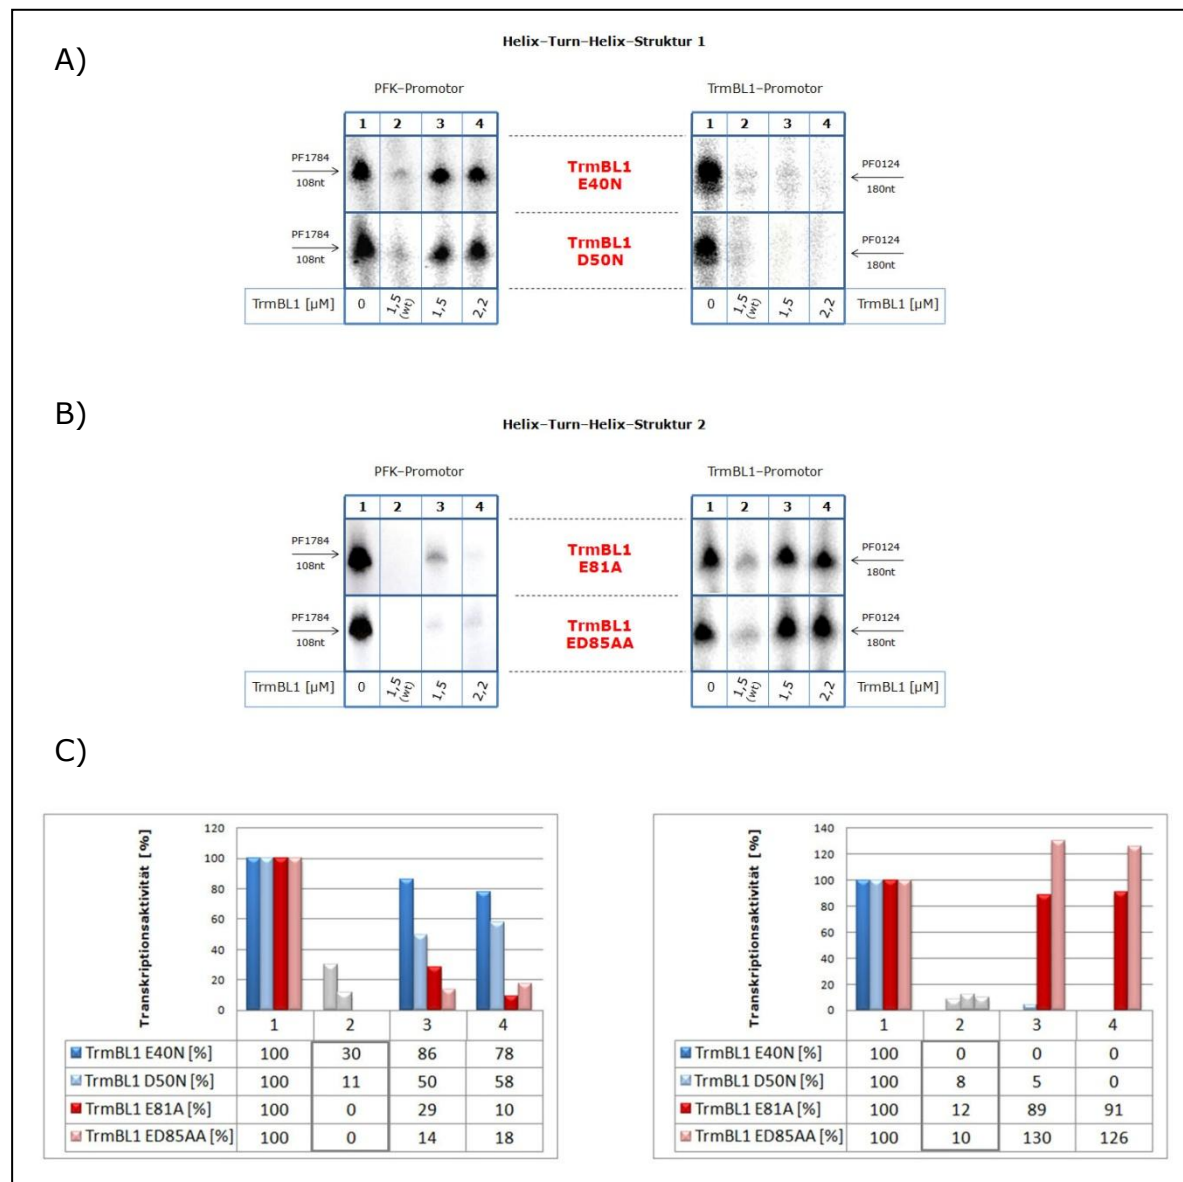 A)
Helix-Turn-Helix-Struktur 1
PFK-Promotor
TrmBL1-Promotor
1 2 3 4
1 2 3 4
PF1784
108nt
TrmBL1
E40N
PF0124
180nt
PF1784
108nt
TrmBL1
D50N
PF0124
180nt
TrmBL1 [µM] 0 1,5 (wt) 1,5 2,2
0 1,5 (wt) 1,5 2,2 TrmBL1 [µM]
B)
Helix-Turn-Helix-Struktur 2
PFK-Promotor
TrmBL1-Promotor
1 2 3 4
1 2 3 4
PF1784
108nt
TrmBL1
E81A
PF0124
180nt
PF1784
108nt
TrmBL1
ED85AA
PF0124
180nt
TrmBL1 [µM] 0 1,5 (wt) 1,5 2,2
0 1,5 (wt) 1,5 2,2 TrmBL1 [µM]
C)
Transkriptionsaktivität [%]
120
100
80
60
40
20
0
1 2 3 4
TrmBL1 E40N [%] 100 30 86 78
TrmBL1 D50N [%] 100 11 50 58
TrmBL1 E81A [%] 100 0 29 10
TrmBL1 ED85AA [%] 100 0 14 18
Transkriptionsaktivität [%]
140
120
100
80
60
40
20
0
1 2 3 4
TrmBL1 E40N [%] 100 0 0 0
TrmBL1 D50N [%] 100 8 5 0
TrmBL1 E81A [%] 100 12 89 91
TrmBL1 ED85AA [%] 100 10 130 126